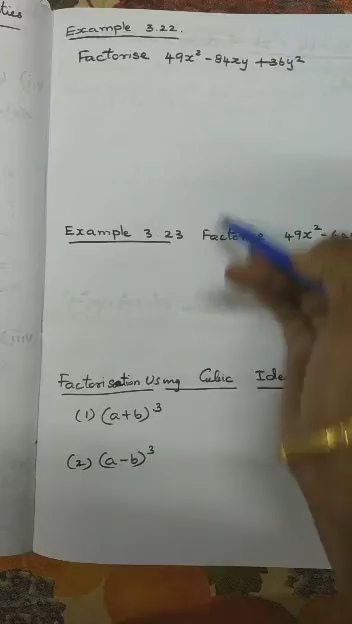 Example 3.22.
Factorise 49x² - 84xy + 36y²
Example 3.23 Factorise 49x² -
Factorisation Using Cubic Ide
(1) (a+b)³
(2) (a-b)³